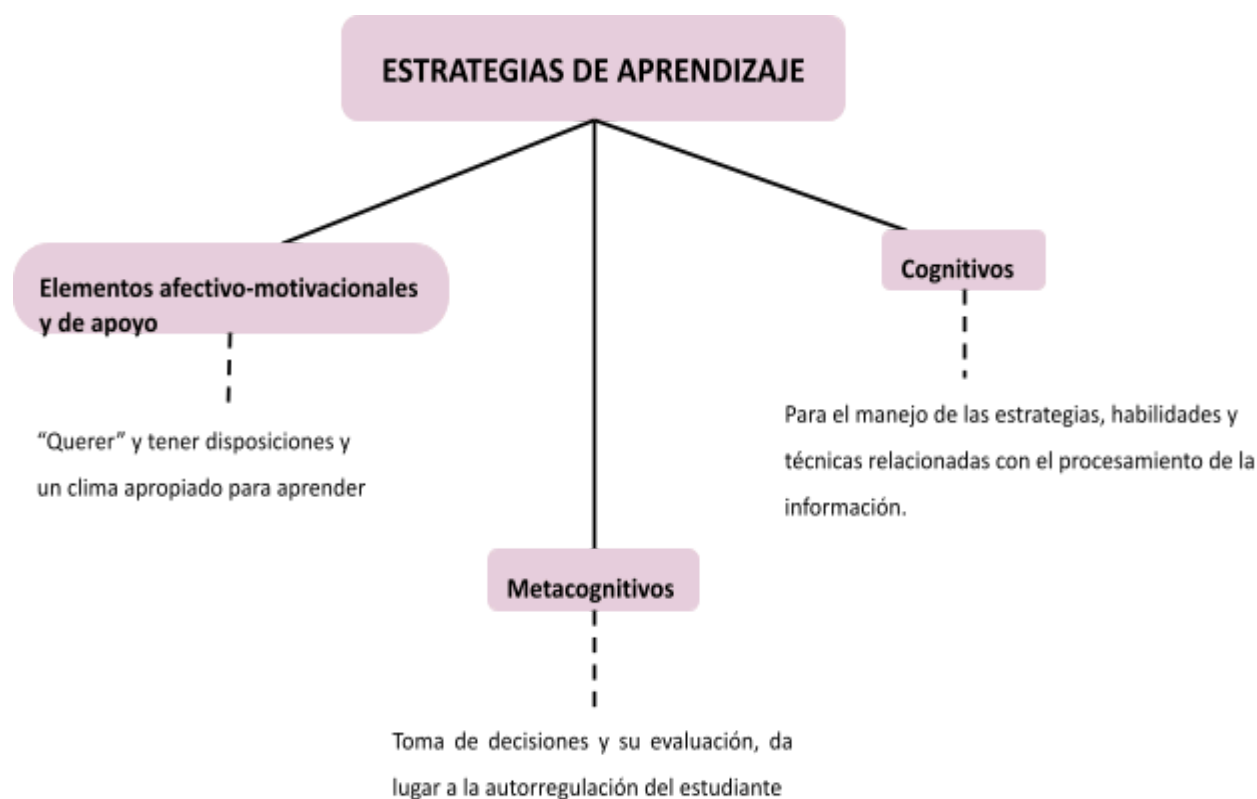 ESTRATEGIAS DE APRENDIZAJE
Elementos afectivo-motivacionales
y de apoyo
“Querer” y tener disposiciones y
un clima apropiado para aprender
Metacognitivos
Toma de decisiones y su evaluación, da
lugar a la autorregulación del estudiante
Cognitivos
Para el manejo de las estrategias, habilidades y
técnicas relacionadas con el procesamiento de la
información.